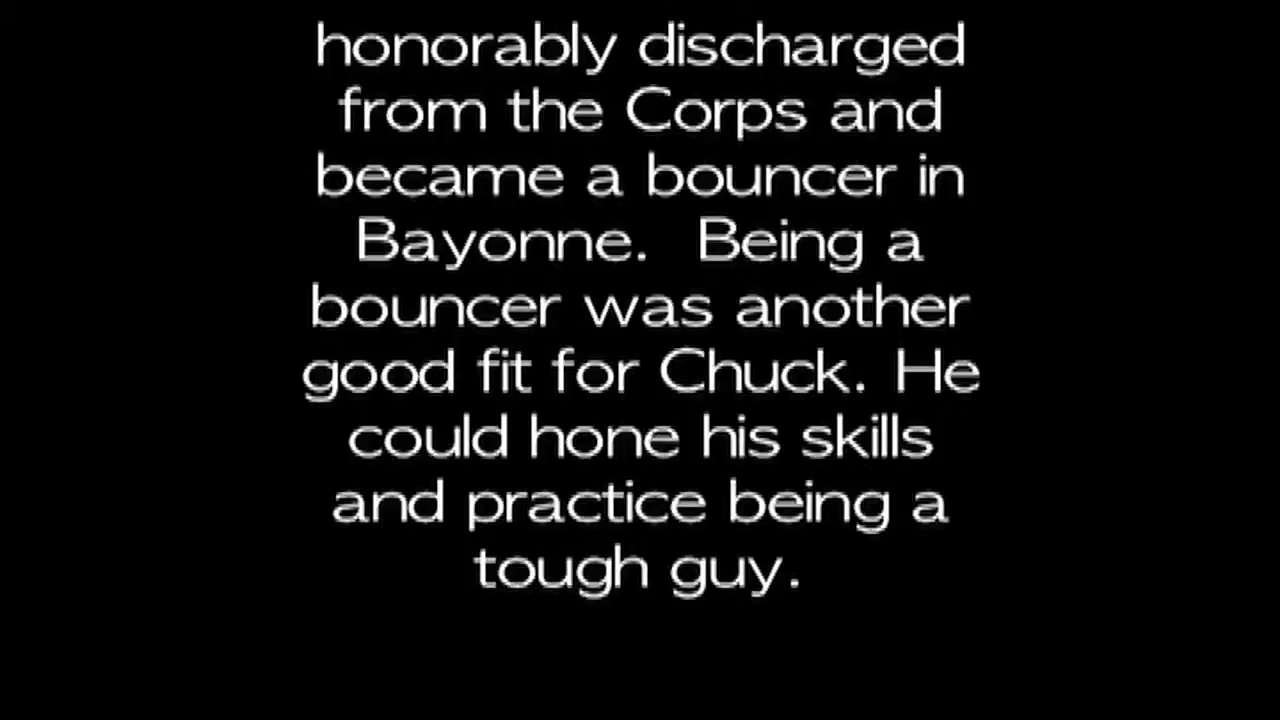 honorably discharged
from the Corps and
became a bouncer in
Bayonne.  Being a
bouncer was another
good fit for Chuck. He
could hone his skills
and practice being a
tough guy.